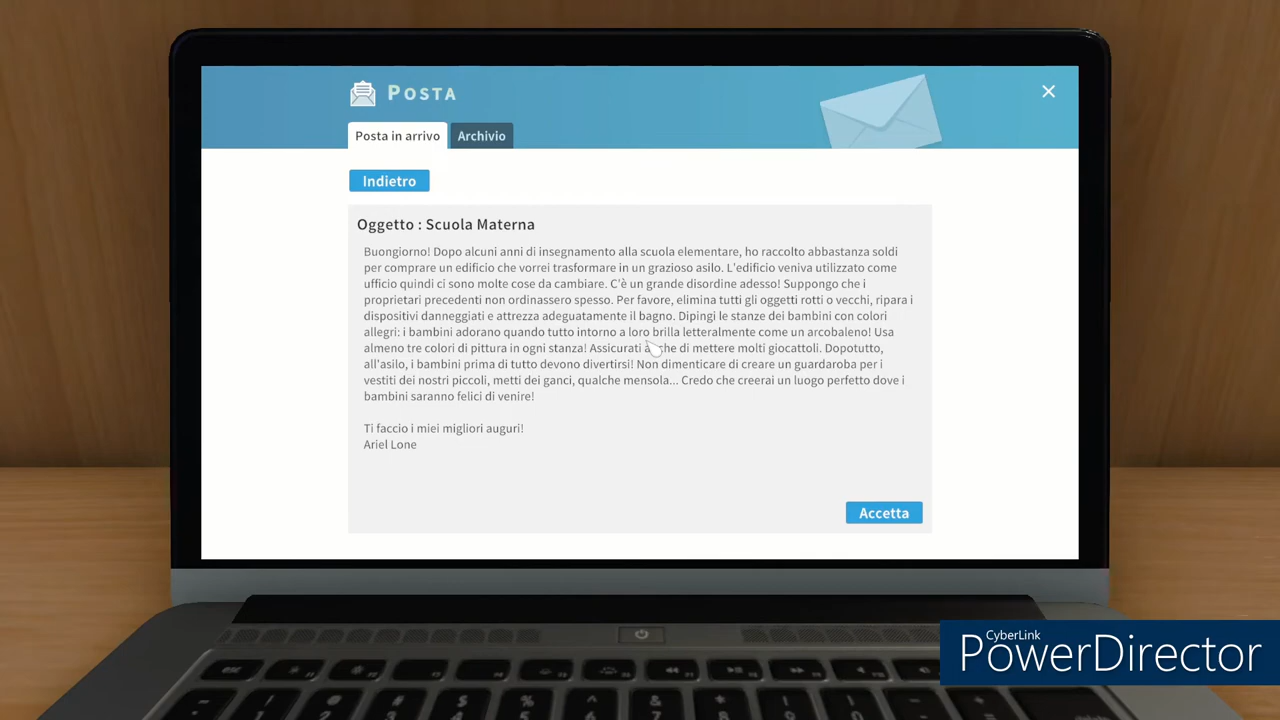 POSTA
Posta in arrivo
Archivio
Indietro
Oggetto : Scuola Materna
Buongiorno! Dopo alcuni anni di insegnamento alla scuola elementare, ho raccolto abbastanza soldi
per comprare un edificio che vorrei trasformare in un grazioso asilo. L'edificio veniva utilizzato come
ufficio quindi ci sono molte cose da cambiare. C'è un grande disordine adesso! Suppongo che i
proprietari precedenti non ordinassero spesso. Per favore, elimina tutti gli oggetti rotti o vecchi, ripara i
dispositivi danneggiati e attrezza adeguatamente il bagno. Dipingi le stanze dei bambini con colori
allegri: i bambini adorano quando tutto intorno a loro brilla letteralmente come un arcobaleno! Usa
almeno tre colori di pittura in ogni stanza! Assicurati anche di mettere molti giocattoli. Dopotutto,
all'asilo, i bambini prima di tutto devono divertirsi! Non dimenticare di creare un guardaroba per i
vestiti dei nostri piccoli, metti dei ganci, qualche mensola... Credo che creerai un luogo perfetto dove i
bambini saranno felici di venire!
Ti faccio i miei migliori auguri!
Ariel Lone
Accetta
CyberLink
PowerDirector